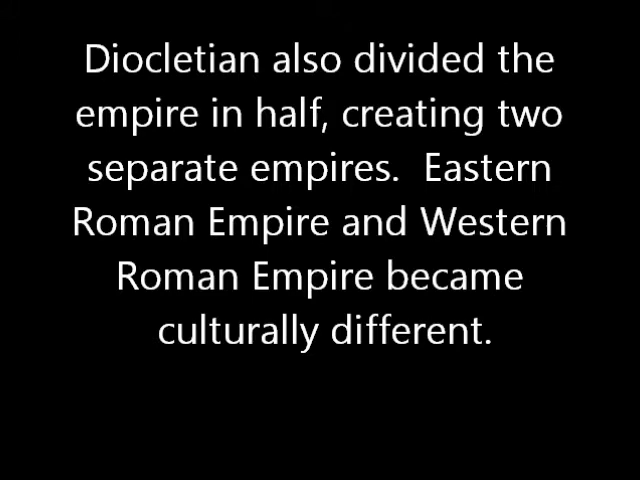 Diocletian also divided the
empire in half, creating two
separate empires.  Eastern
Roman Empire and Western
Roman Empire became
culturally different.